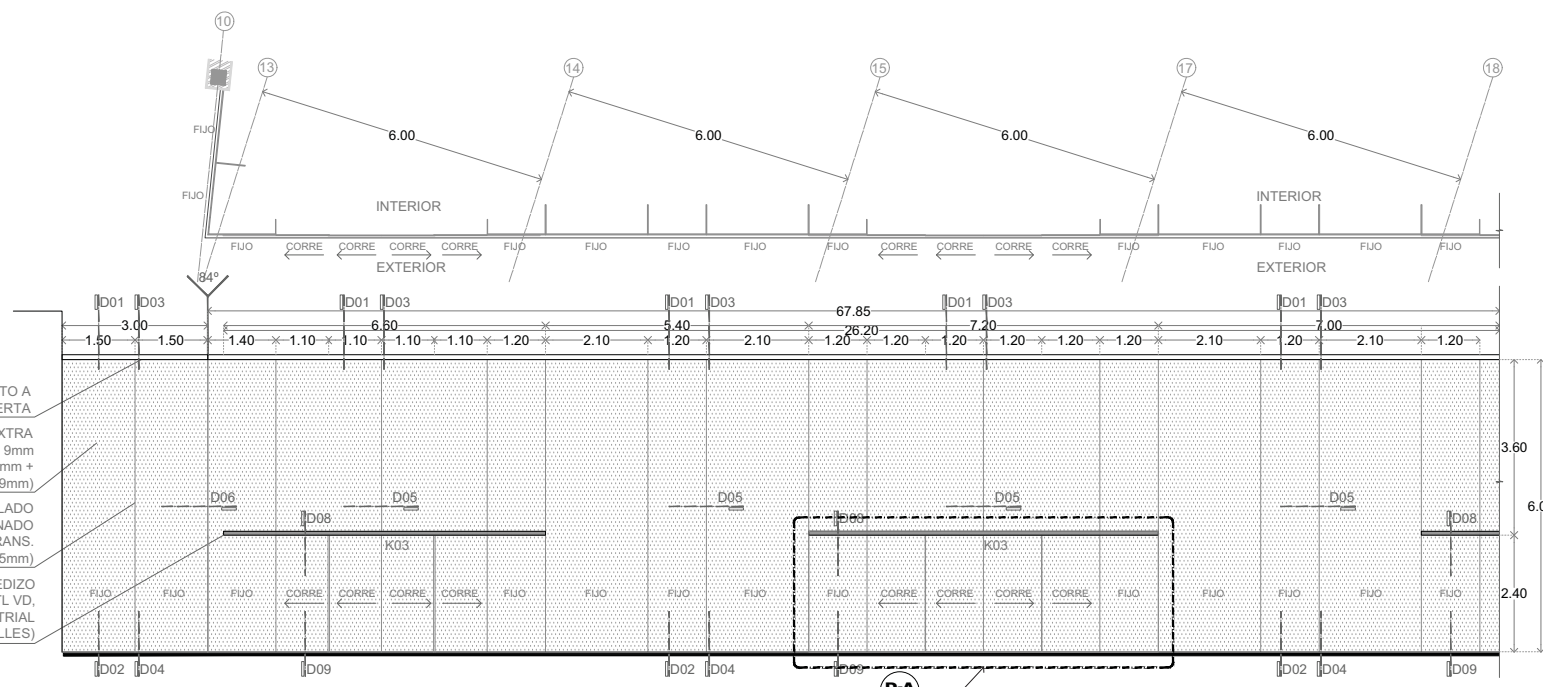 10
13
14
15
17
18
6.00
6.00
6.00
6.00
FIJO
FIJO
INTERIOR
INTERIOR
FIJO
CORRE
CORRE
CORRE
CORRE
FIJO
FIJO
FIJO
FIJO
CORRE
CORRE
CORRE
CORRE
FIJO
FIJO
FIJO
FIJO
EXTERIOR
EXTERIOR
84º
D01
D03
D01
D03
D01
D03
D01
D03
D01
D03
67.85
3.00
6.60
5.40
26.20
7.20
7.00
1.50
1.50
1.40
1.10
1.10
1.10
1.10
1.20
2.10
1.20
2.10
1.20
1.20
1.20
1.20
1.20
1.20
2.10
1.20
2.10
1.20
TO A
ERTA
XTRA
9mm
mm +
9mm)
LADO
NADO
RANS.
5mm)
EDIZO
TL VD,
TRIAL
LLES)
3.60
6.0
2.40
D06
D05
D05
D05
D05
D08
D08
D08
K03
K03
FIJO
FIJO
FIJO
CORRE
CORRE
CORRE
CORRE
FIJO
FIJO
FIJO
FIJO
CORRE
CORRE
CORRE
CORRE
FIJO
FIJO
FIJO
FIJO
FIJO
D02
D04
D09
D02
D04
D09
D02
D04
D09